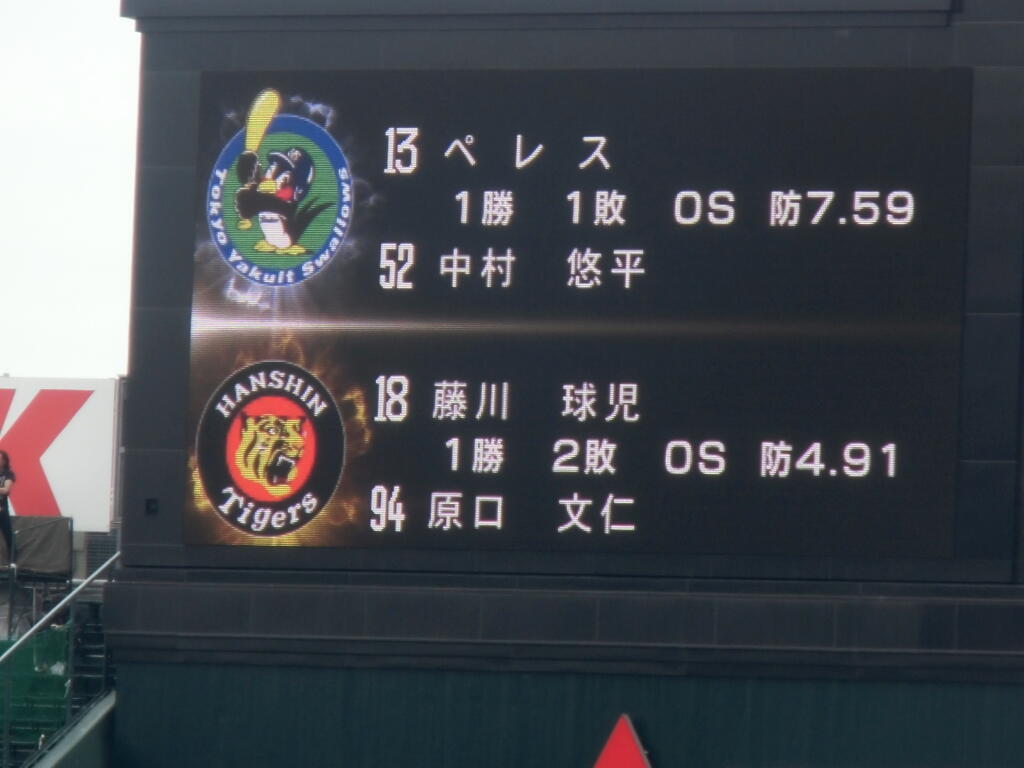 Tokyo Yakult Swallows
13 ペレス
1勝 1敗 0S 防7.59
52 中村 悠平
HANSHIN
Tigers
18 藤川 球児
1勝 2敗 0S 防4.91
94 原口 文仁
K